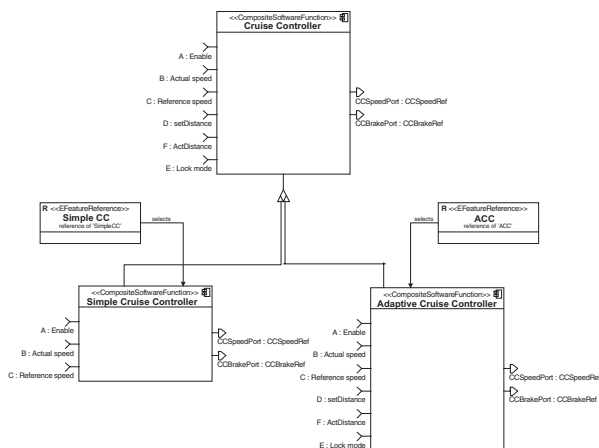 <<CompositeSoftwareFunction>>
Cruise Controller
A : Enable
B : Actual speed
C : Reference speed
D : setDistance
F : ActDistance
E : Lock mode
CCSpeedPort : CCSpeedRef
CCBrakePort : CCBrakeRef
R <<EFeatureReference>>
Simple CC
reference of 'SimpleCC'
selects
R <<EFeatureReference>>
ACC
reference of 'ACC'
selects
<<CompositeSoftwareFunction>>
Simple Cruise Controller
A : Enable
B : Actual speed
C : Reference speed
CCSpeedPort : CCSpeedRef
CCBrakePort : CCBrakeRef
<<CompositeSoftwareFunction>>
Adaptive Cruise Controller
A : Enable
B : Actual speed
C : Reference speed
D : setDistance
F : ActDistance
E : Lock mode
CCSpeedPort : CCSpeedRe
CCBrakePort : CCBrakeRef